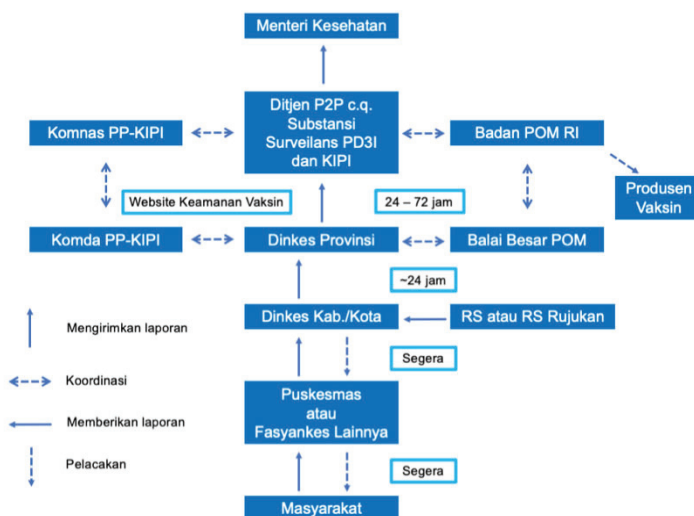 Menteri Kesehatan
Ditjen P2P c.q.
Substansi
Surveilans PD3I
dan KIPI
Komnas PP-KIPI
Badan POM RI
Produsen
Vaksin
Website Keamanan Vaksin
24 – 72 jam
Komda PP-KIPI
Dinkes Provinsi
Balai Besar POM
~24 jam
Dinkes Kab./Kota
RS atau RS Rujukan
Mengirimkan laporan
Segera
Koordinasi
Puskesmas
atau
Fasyankes Lainnya
Memberikan laporan
Pelacakan
Segera
Masyarakat